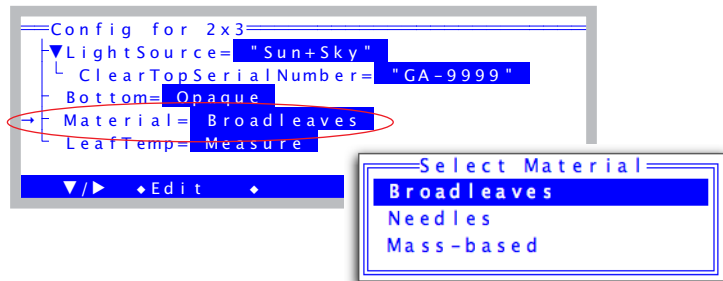 Config for 2x3
▼LightSource= "Sun+Sky"
ClearTopSerialNumber= "GA-9999"
Bottom= Opaque
→ Material= Broadleaves
LeafTemp= Measure
▼/▶ ◆Edit ◆
Select Material
Broadleaves
Needles
Mass-based